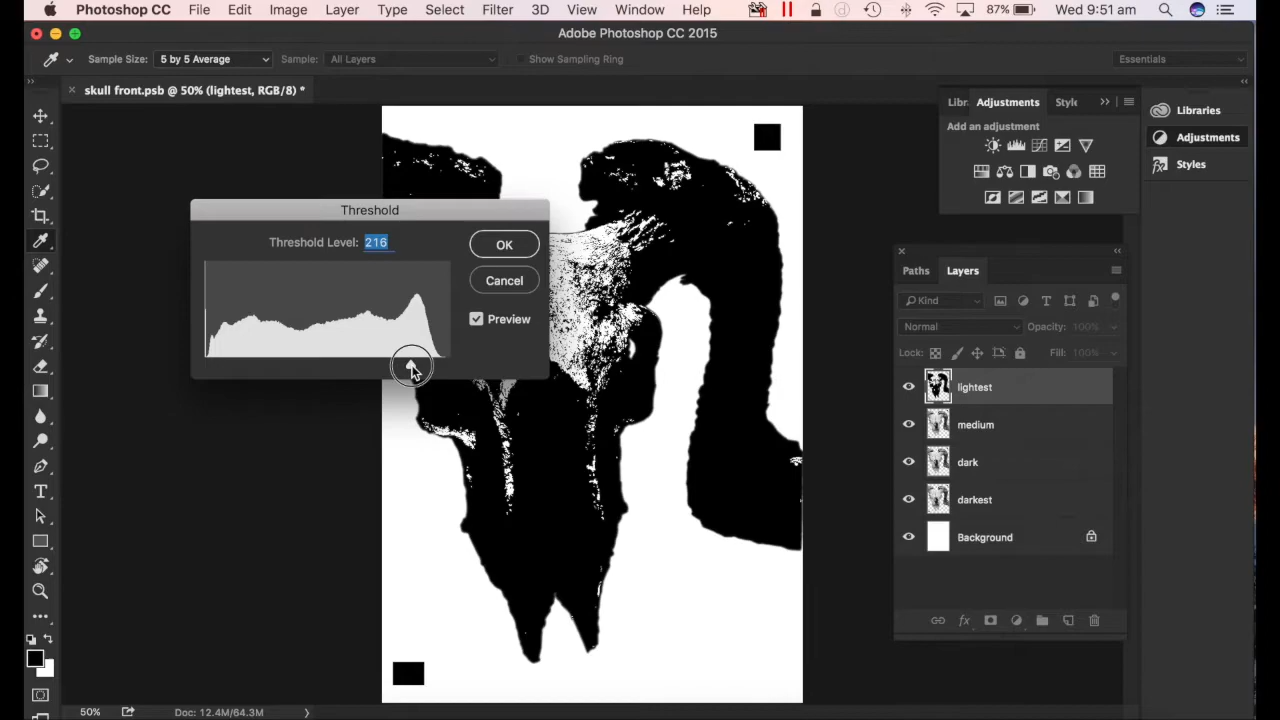 Photoshop CC File Edit Image Layer Type Select Filter 3D View Window Help 87% Wed 9:51 am
Adobe Photoshop CC 2015
Sample Size: 5 by 5 Average Sample: All Layers Show Sampling Ring Essentials
skull front.psb @ 50% (lightest, RGB/8) *
Libr Adjustments Style
Add an adjustment
Libraries
Adjustments
Styles
Threshold
Threshold Level: 216
OK
Cancel
Preview
Paths Layers
Kind
Normal Opacity: 100%
Lock: Fill: 100%
lightest
medium
dark
darkest
Background
fx
50% Doc: 12.4M/64.3M